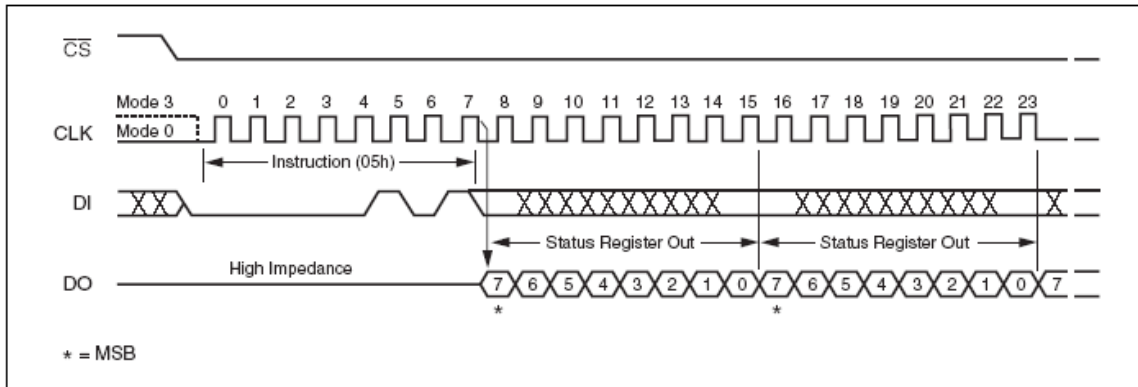 CS
Mode 3 0 1 2 3 4 5 6 7 8 9 10 11 12 13 14 15 16 17 18 19 20 21 22 23
CLK Mode 0
Instruction (05h)
DI
Status Register Out Status Register Out
High Impedance
DO 7 6 5 4 3 2 1 0 7 6 5 4 3 2 1 0 7
* *
* = MSB